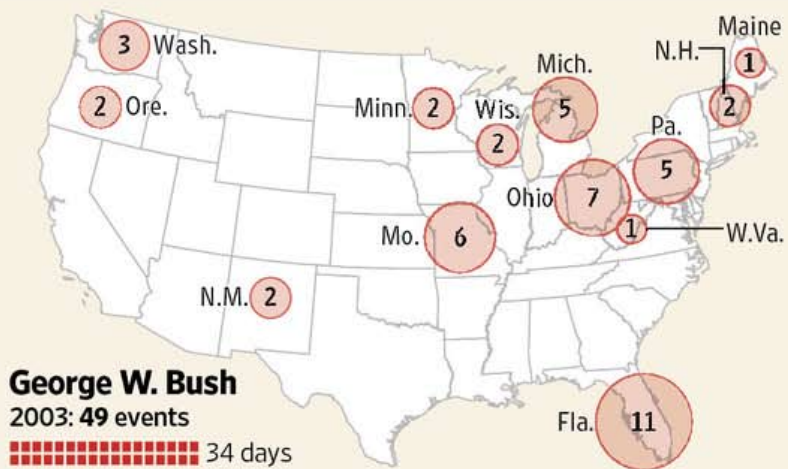 Maine
1
N.H.
2
3 Wash.
Mich.
5
2 Ore.
Minn. 2
Wis.
2
Pa.
5
Ohio 7
1 W.Va.
Mo. 6
N.M. 2
George W. Bush
2003: 49 events
34 days
Fla. 11